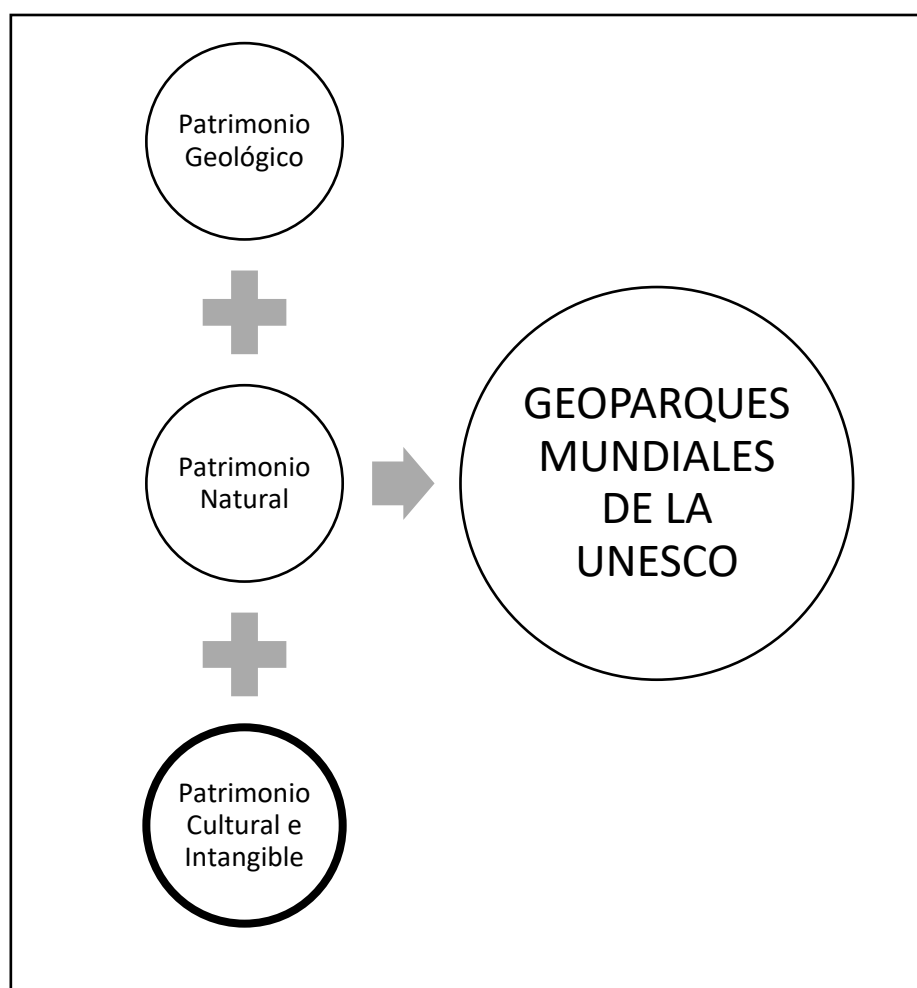 Patrimonio
Geológico
Patrimonio
Natural
Patrimonio
Cultural e
Intangible
GEOPARQUES
MUNDIALES
DE LA
UNESCO